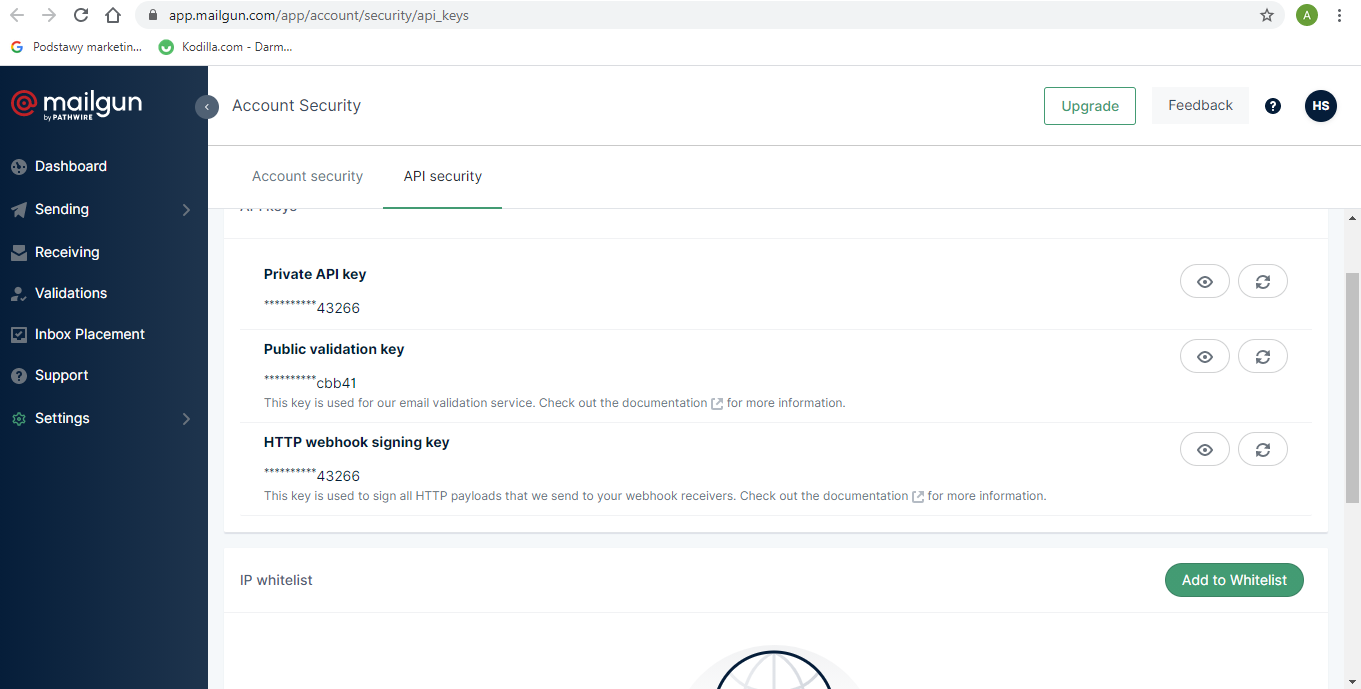 app.mailgun.com/app/account/security/api_keys
A
Podstawy marketin...
Kodilla.com - Darm...
mailgun
by PATHWIRE
Account Security
Upgrade
Feedback
?
HS
Dashboard
Sending
Receiving
Validations
Inbox Placement
Support
Settings
Account security
API security
API keys
Private API key
**********43266
Public validation key
**********cbb41
This key is used for our email validation service. Check out the documentation for more information.
HTTP webhook signing key
**********43266
This key is used to sign all HTTP payloads that we send to your webhook receivers. Check out the documentation for more information.
IP whitelist
Add to Whitelist